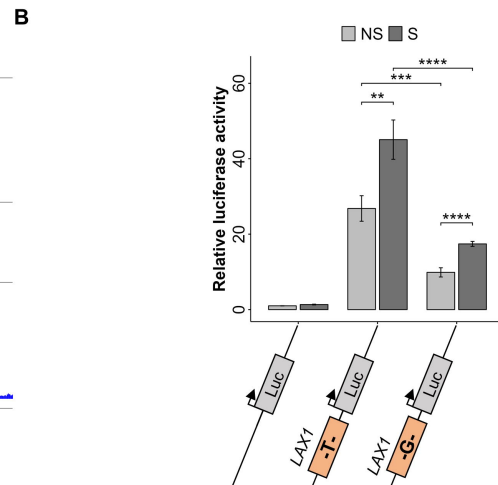 B
NS S
****
***
**
****
Relative luciferase activity
60
40
20
0
Luc Luc Luc
LAX1 -T- LAX1 -G-